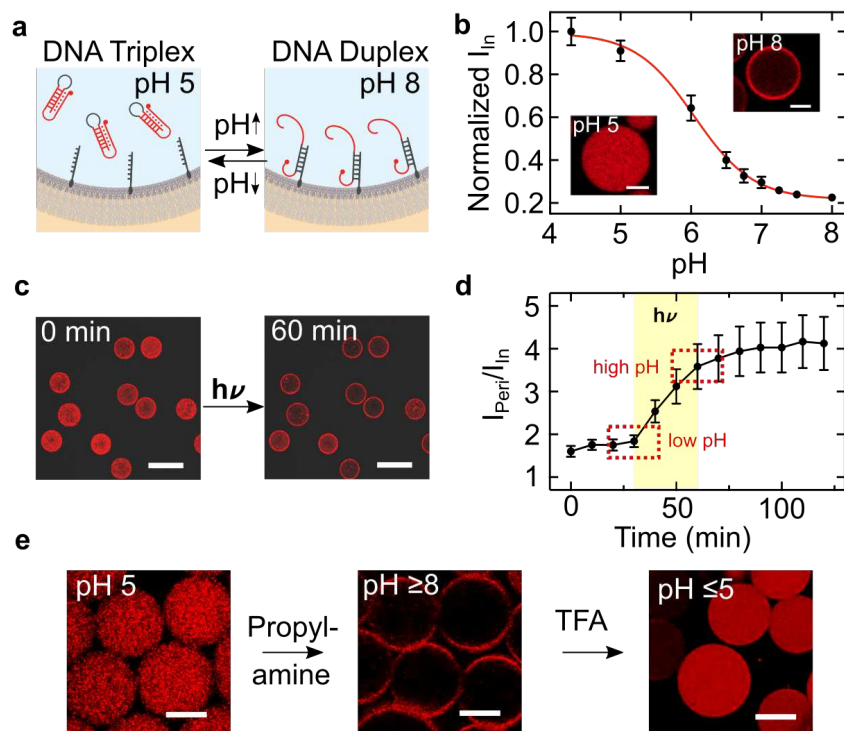 a
DNA Triplex
pH 5
pH
pH
DNA Duplex
pH 8
b
Normalized I_In
1.0
0.8
0.6
0.4
0.2
4
5
6
7
8
pH
pH 8
pH 5
c
0 min
hν
60 min
d
I_Peri/I_In
5
4
3
2
1
0
50
100
Time (min)
hν
high pH
low pH
e
pH 5
Propyl-
amine
pH ≥8
TFA
pH ≤5